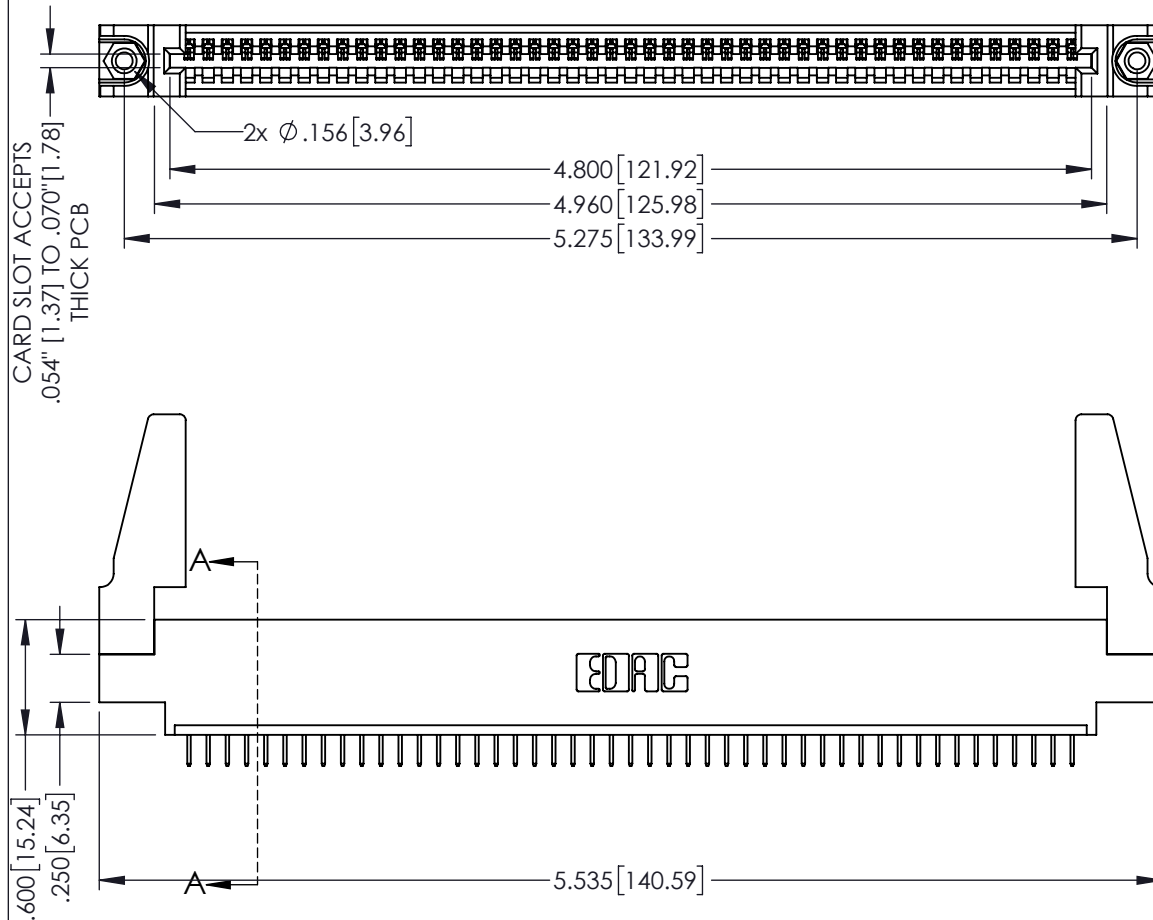 2x Ø .156 [3.96]
4.800 [121.92]
4.960 [125.98]
5.275 [133.99]
CARD SLOT ACCEPTS
.054" [1.37] TO .070" [1.78]
THICK PCB
A
EDAC
.600 [15.24]
.250 [6.35]
A
5.535 [140.59]